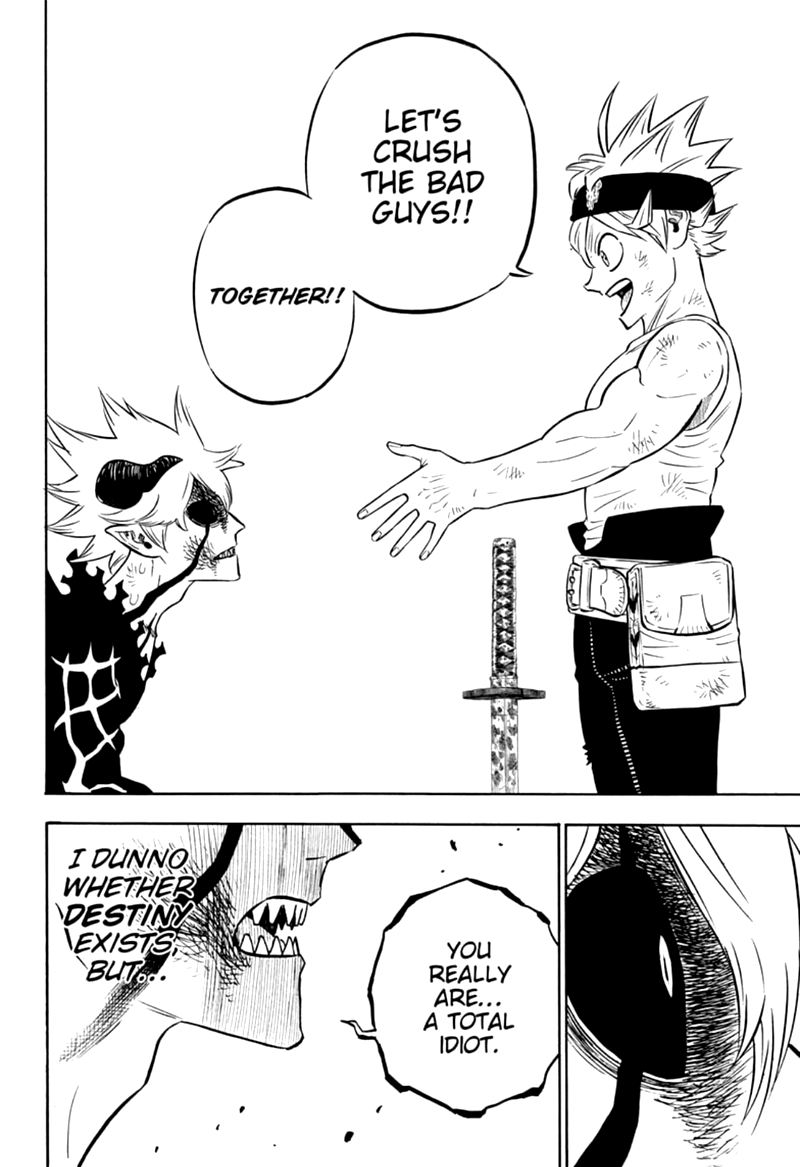 LET'S
CRUSH
THE BAD
GUYS!!
TOGETHER!!
I DUNNO
WHETHER
DESTINY
EXISTS,
BUT...
YOU
REALLY
ARE...
A TOTAL
IDIOT.